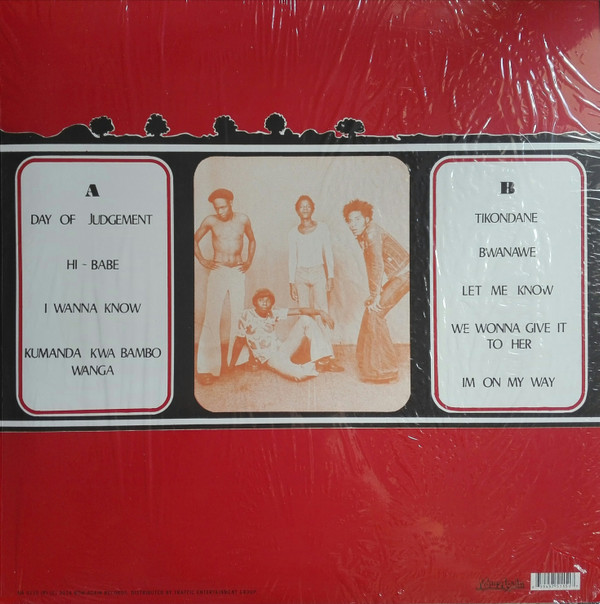 A
DAY OF JUDGEMENT
HI - BABE
I WANNA KNOW
KUMANDA KWA BAMBO
WANGA
B
TIKONDANE
BWANAWE
LET ME KNOW
WE WONNA GIVE IT
TO HER
IM ON MY WAY